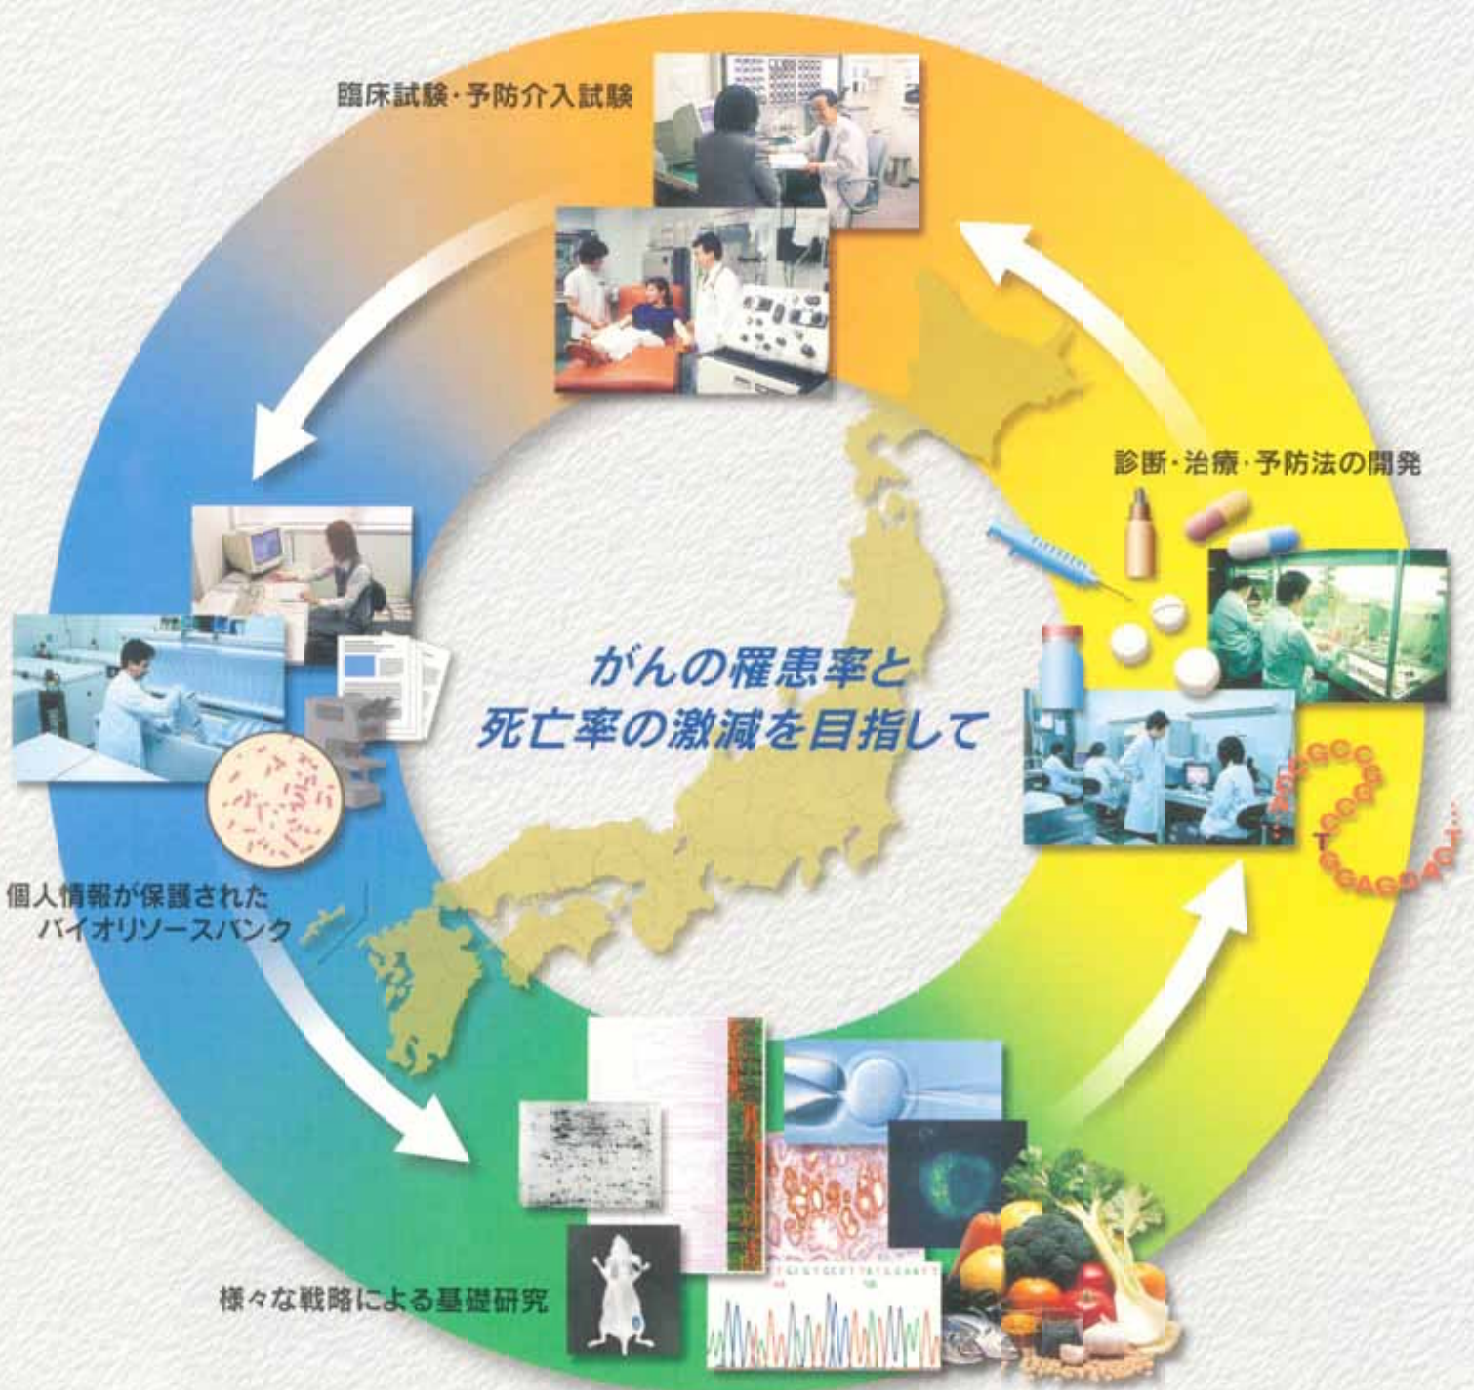 臨床試験・予防介入試験
診断・治療・予防法の開発
がんの罹患率と
死亡率の激減を目指して
個人情報が保護された
バイオリソースバンク
様々な戦略による基礎研究